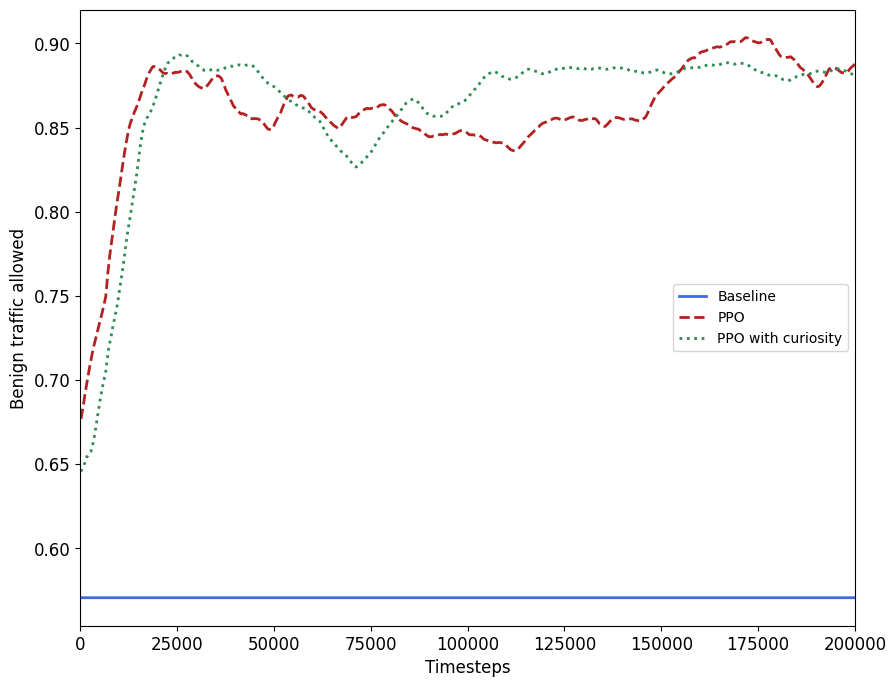 0.90
0.85
0.80
0.75
0.70
0.65
0.60
Benign traffic allowed
Baseline
PPO
PPO with curiosity
0 25000 50000 75000 100000 125000 150000 175000 200000
Timesteps